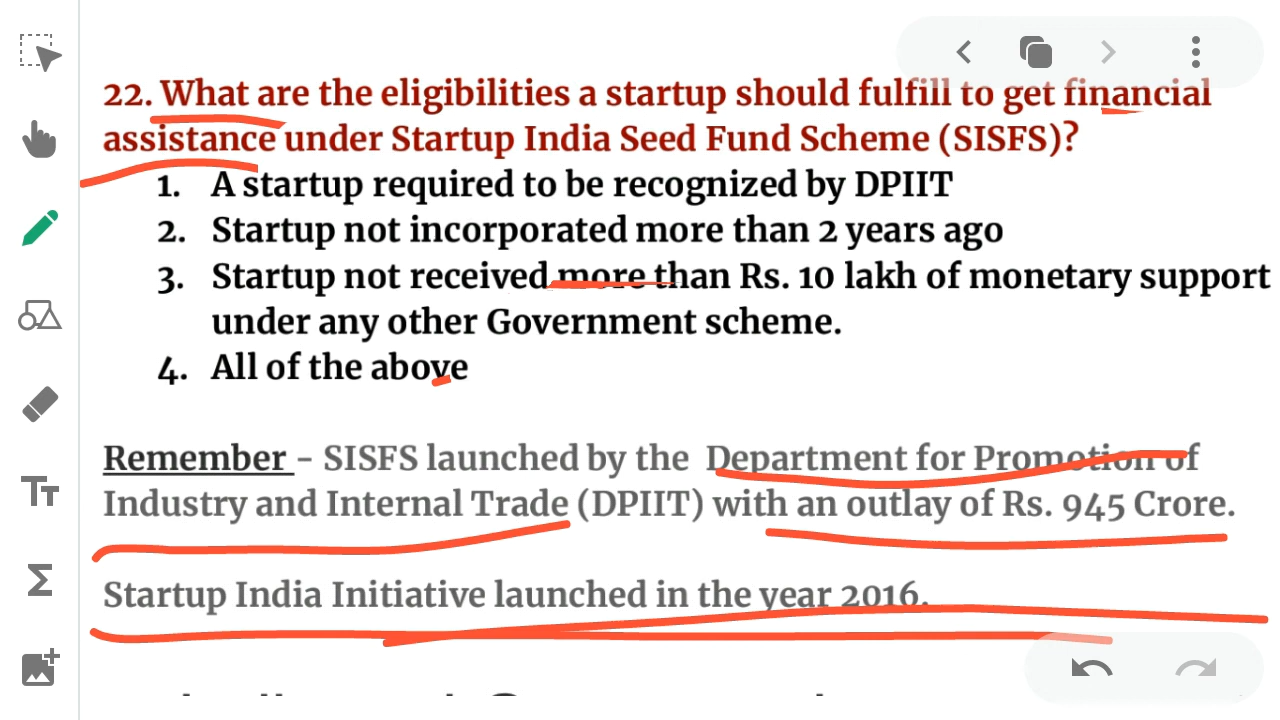 22. What are the eligibilities a startup should fulfill to get financial
assistance under Startup India Seed Fund Scheme (SISFS)?
1. A startup required to be recognized by DPIIT
2. Startup not incorporated more than 2 years ago
3. Startup not received more than Rs. 10 lakh of monetary support
under any other Government scheme.
4. All of the above
Remember - SISFS launched by the Department for Promotion of
Industry and Internal Trade (DPIIT) with an outlay of Rs. 945 Crore.
Startup India Initiative launched in the year 2016.